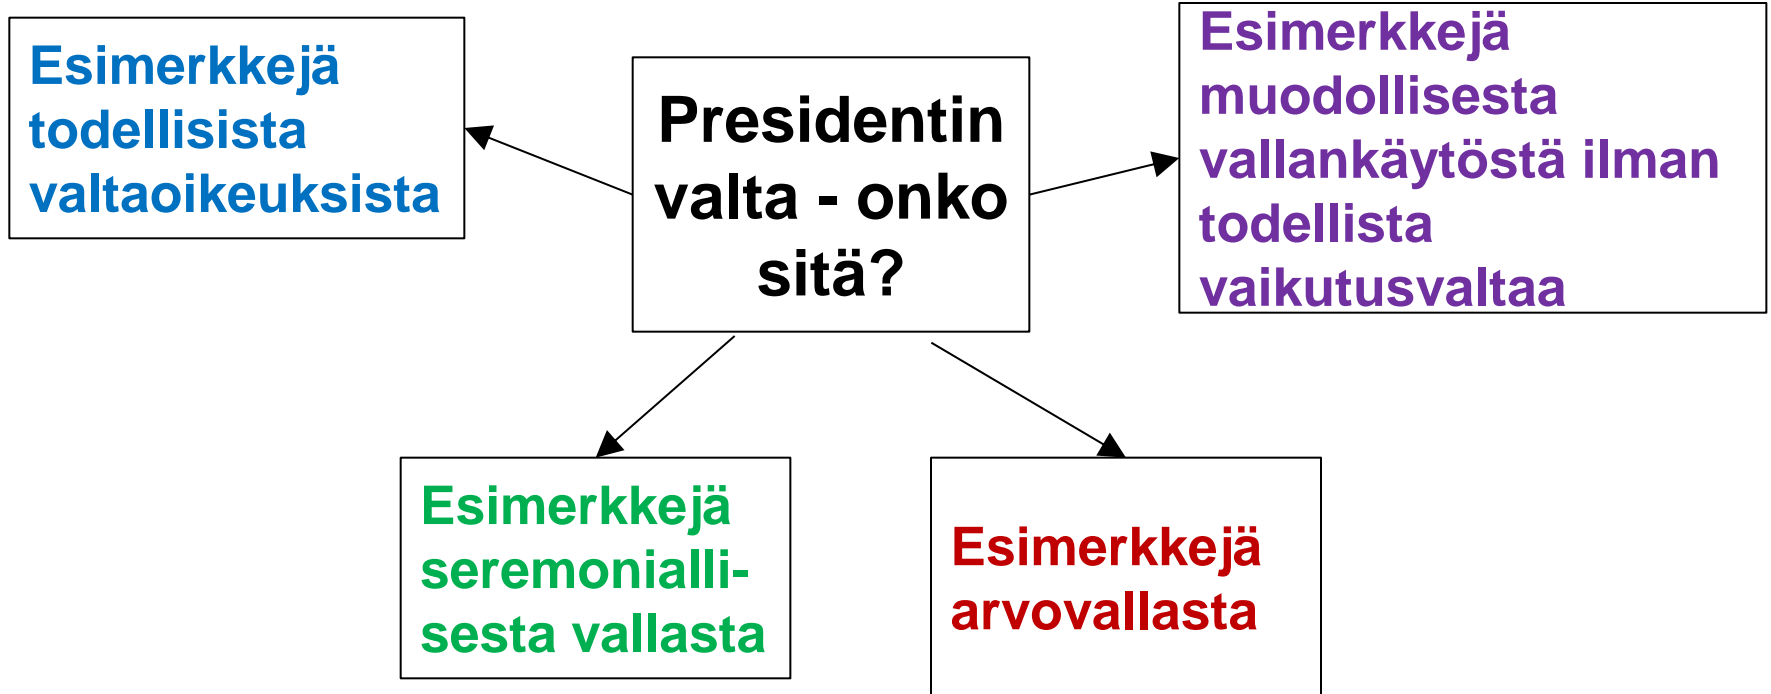 Esimerkkejä
todellisista
valtaoikeuksista
Presidentin
valta - onko
sitä?
Esimerkkejä
muodollisesta
vallankäytöstä ilman
todellista
vaikutusvaltaa
Esimerkkejä
seremonialli-
sesta vallasta
Esimerkkejä
arvovallasta